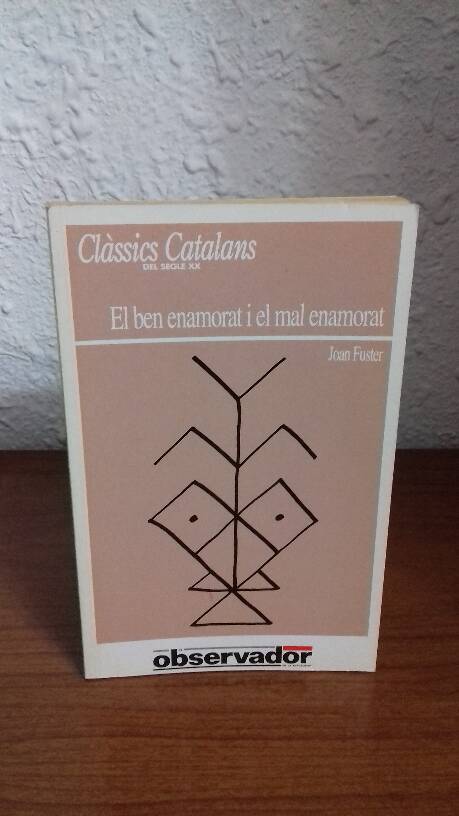 Clàssics Catalans
DEL SEGLE XX
El ben enamorat i el mal enamorat
Joan Fuster
observador